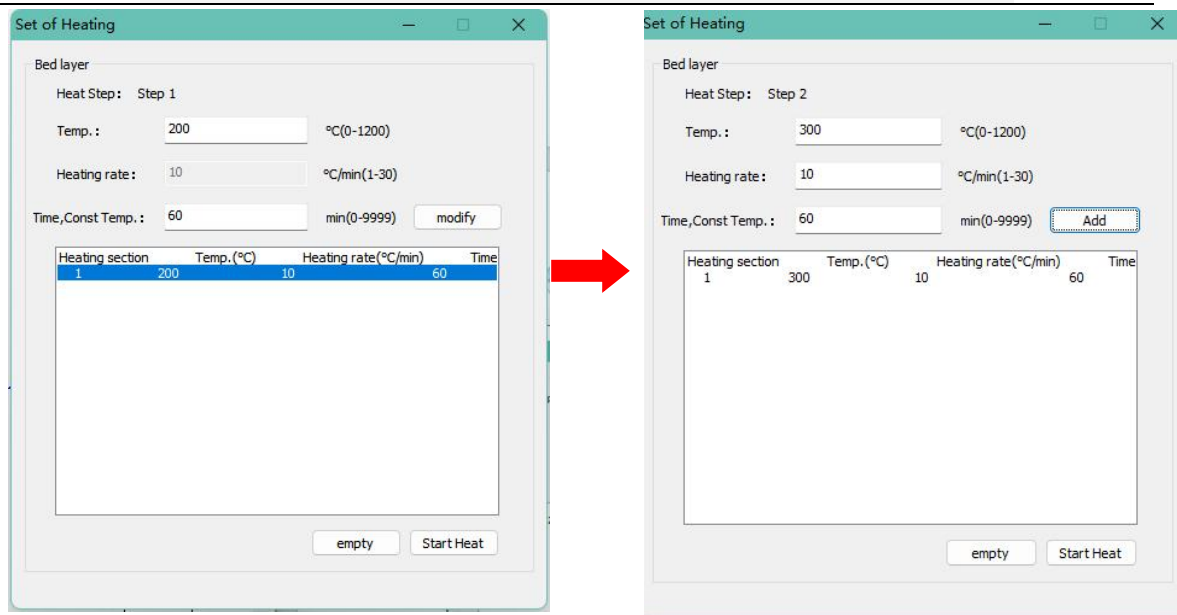 Set of Heating
Bed layer
Heat Step: Step 1
Temp.: 200 °C(0-1200)
Heating rate: 10 °C/min(1-30)
Time,Const Temp.: 60 min(0-9999) modify
Heating section Temp.(°C) Heating rate(°C/min) Time
1 200 10 60
empty Start Heat
Set of Heating
Bed layer
Heat Step: Step 2
Temp.: 300 °C(0-1200)
Heating rate: 10 °C/min(1-30)
Time,Const Temp.: 60 min(0-9999) Add
Heating section Temp.(°C) Heating rate(°C/min) Time
1 300 10 60
empty Start Heat